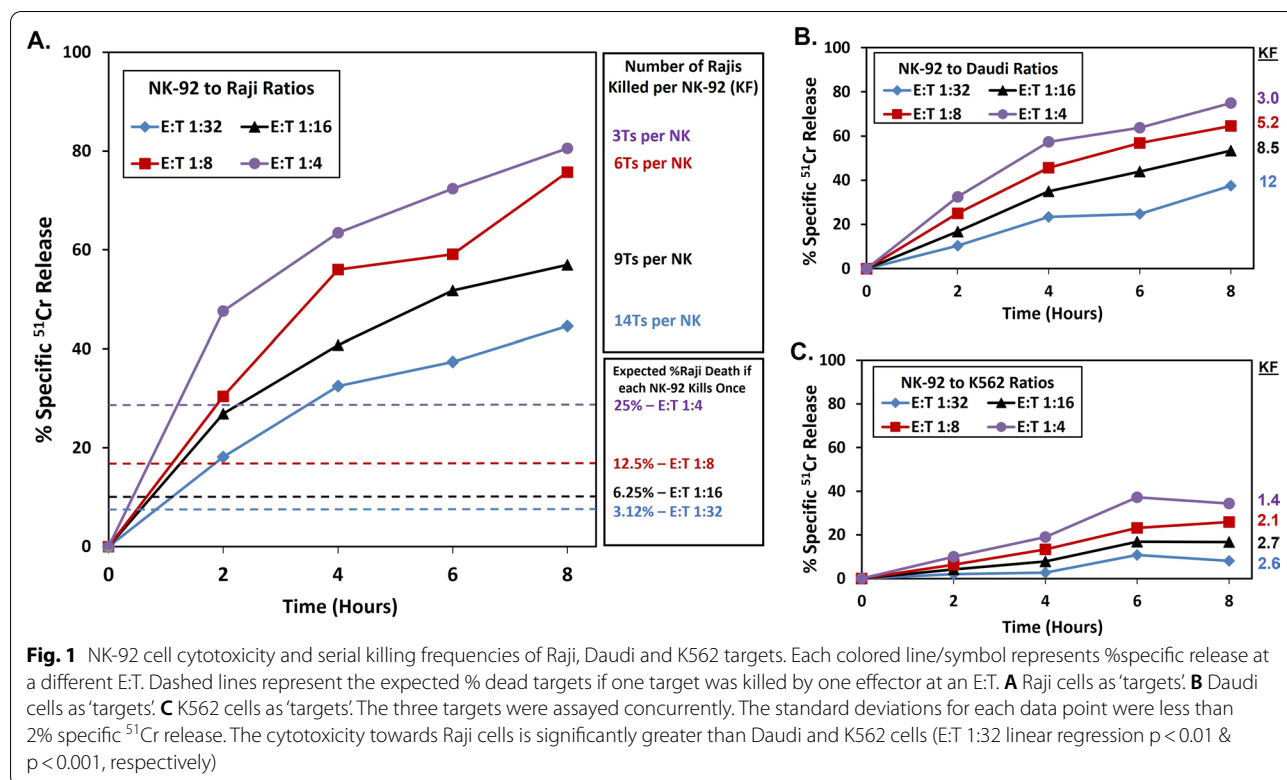 A.
100
80
60
40
20
0
% Specific ⁵¹Cr Release
NK-92 to Raji Ratios
E:T 1:32
E:T 1:16
E:T 1:8
E:T 1:4
0 2 4 6 8
Time (Hours)
Number of Rajis
Killed per NK-92 (KF)
3Ts per NK
6Ts per NK
9Ts per NK
14Ts per NK
Expected %Raji Death if
each NK-92 Kills Once
25% – E:T 1:4
12.5% – E:T 1:8
6.25% – E:T 1:16
3.12% – E:T 1:32
B.
100
80
60
40
20
0
% Specific ⁵¹Cr Release
NK-92 to Daudi Ratios
E:T 1:32
E:T 1:16
E:T 1:8
E:T 1:4
0 2 4 6 8
Time (Hours)
KF
3.0
5.2
8.5
12
C.
100
80
60
40
20
0
% Specific ⁵¹Cr Release
NK-92 to K562 Ratios
E:T 1:32
E:T 1:16
E:T 1:8
E:T 1:4
0 2 4 6 8
Time (Hours)
KF
1.4
2.1
2.7
2.6
Fig. 1 NK-92 cell cytotoxicity and serial killing frequencies of Raji, Daudi and K562 targets. Each colored line/symbol represents %specific release at
a different E:T. Dashed lines represent the expected % dead targets if one target was killed by one effector at an E:T. A Raji cells as ‘targets’. B Daudi
cells as ‘targets’. C K562 cells as ‘targets’. The three targets were assayed concurrently. The standard deviations for each data point were less than
2% specific ⁵¹Cr release. The cytotoxicity towards Raji cells is significantly greater than Daudi and K562 cells (E:T 1:32 linear regression p < 0.01 &
p < 0.001, respectively)